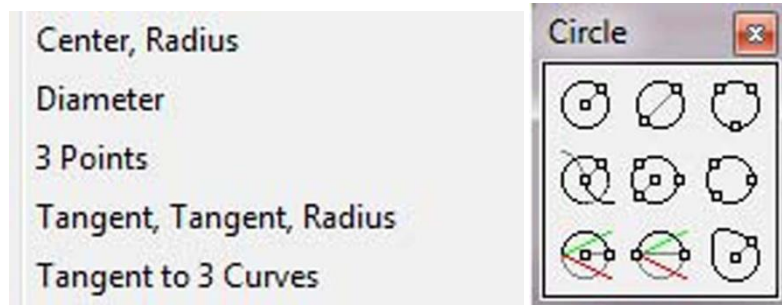 Center, Radius
Diameter
3 Points
Tangent, Tangent, Radius
Tangent to 3 Curves
Circle